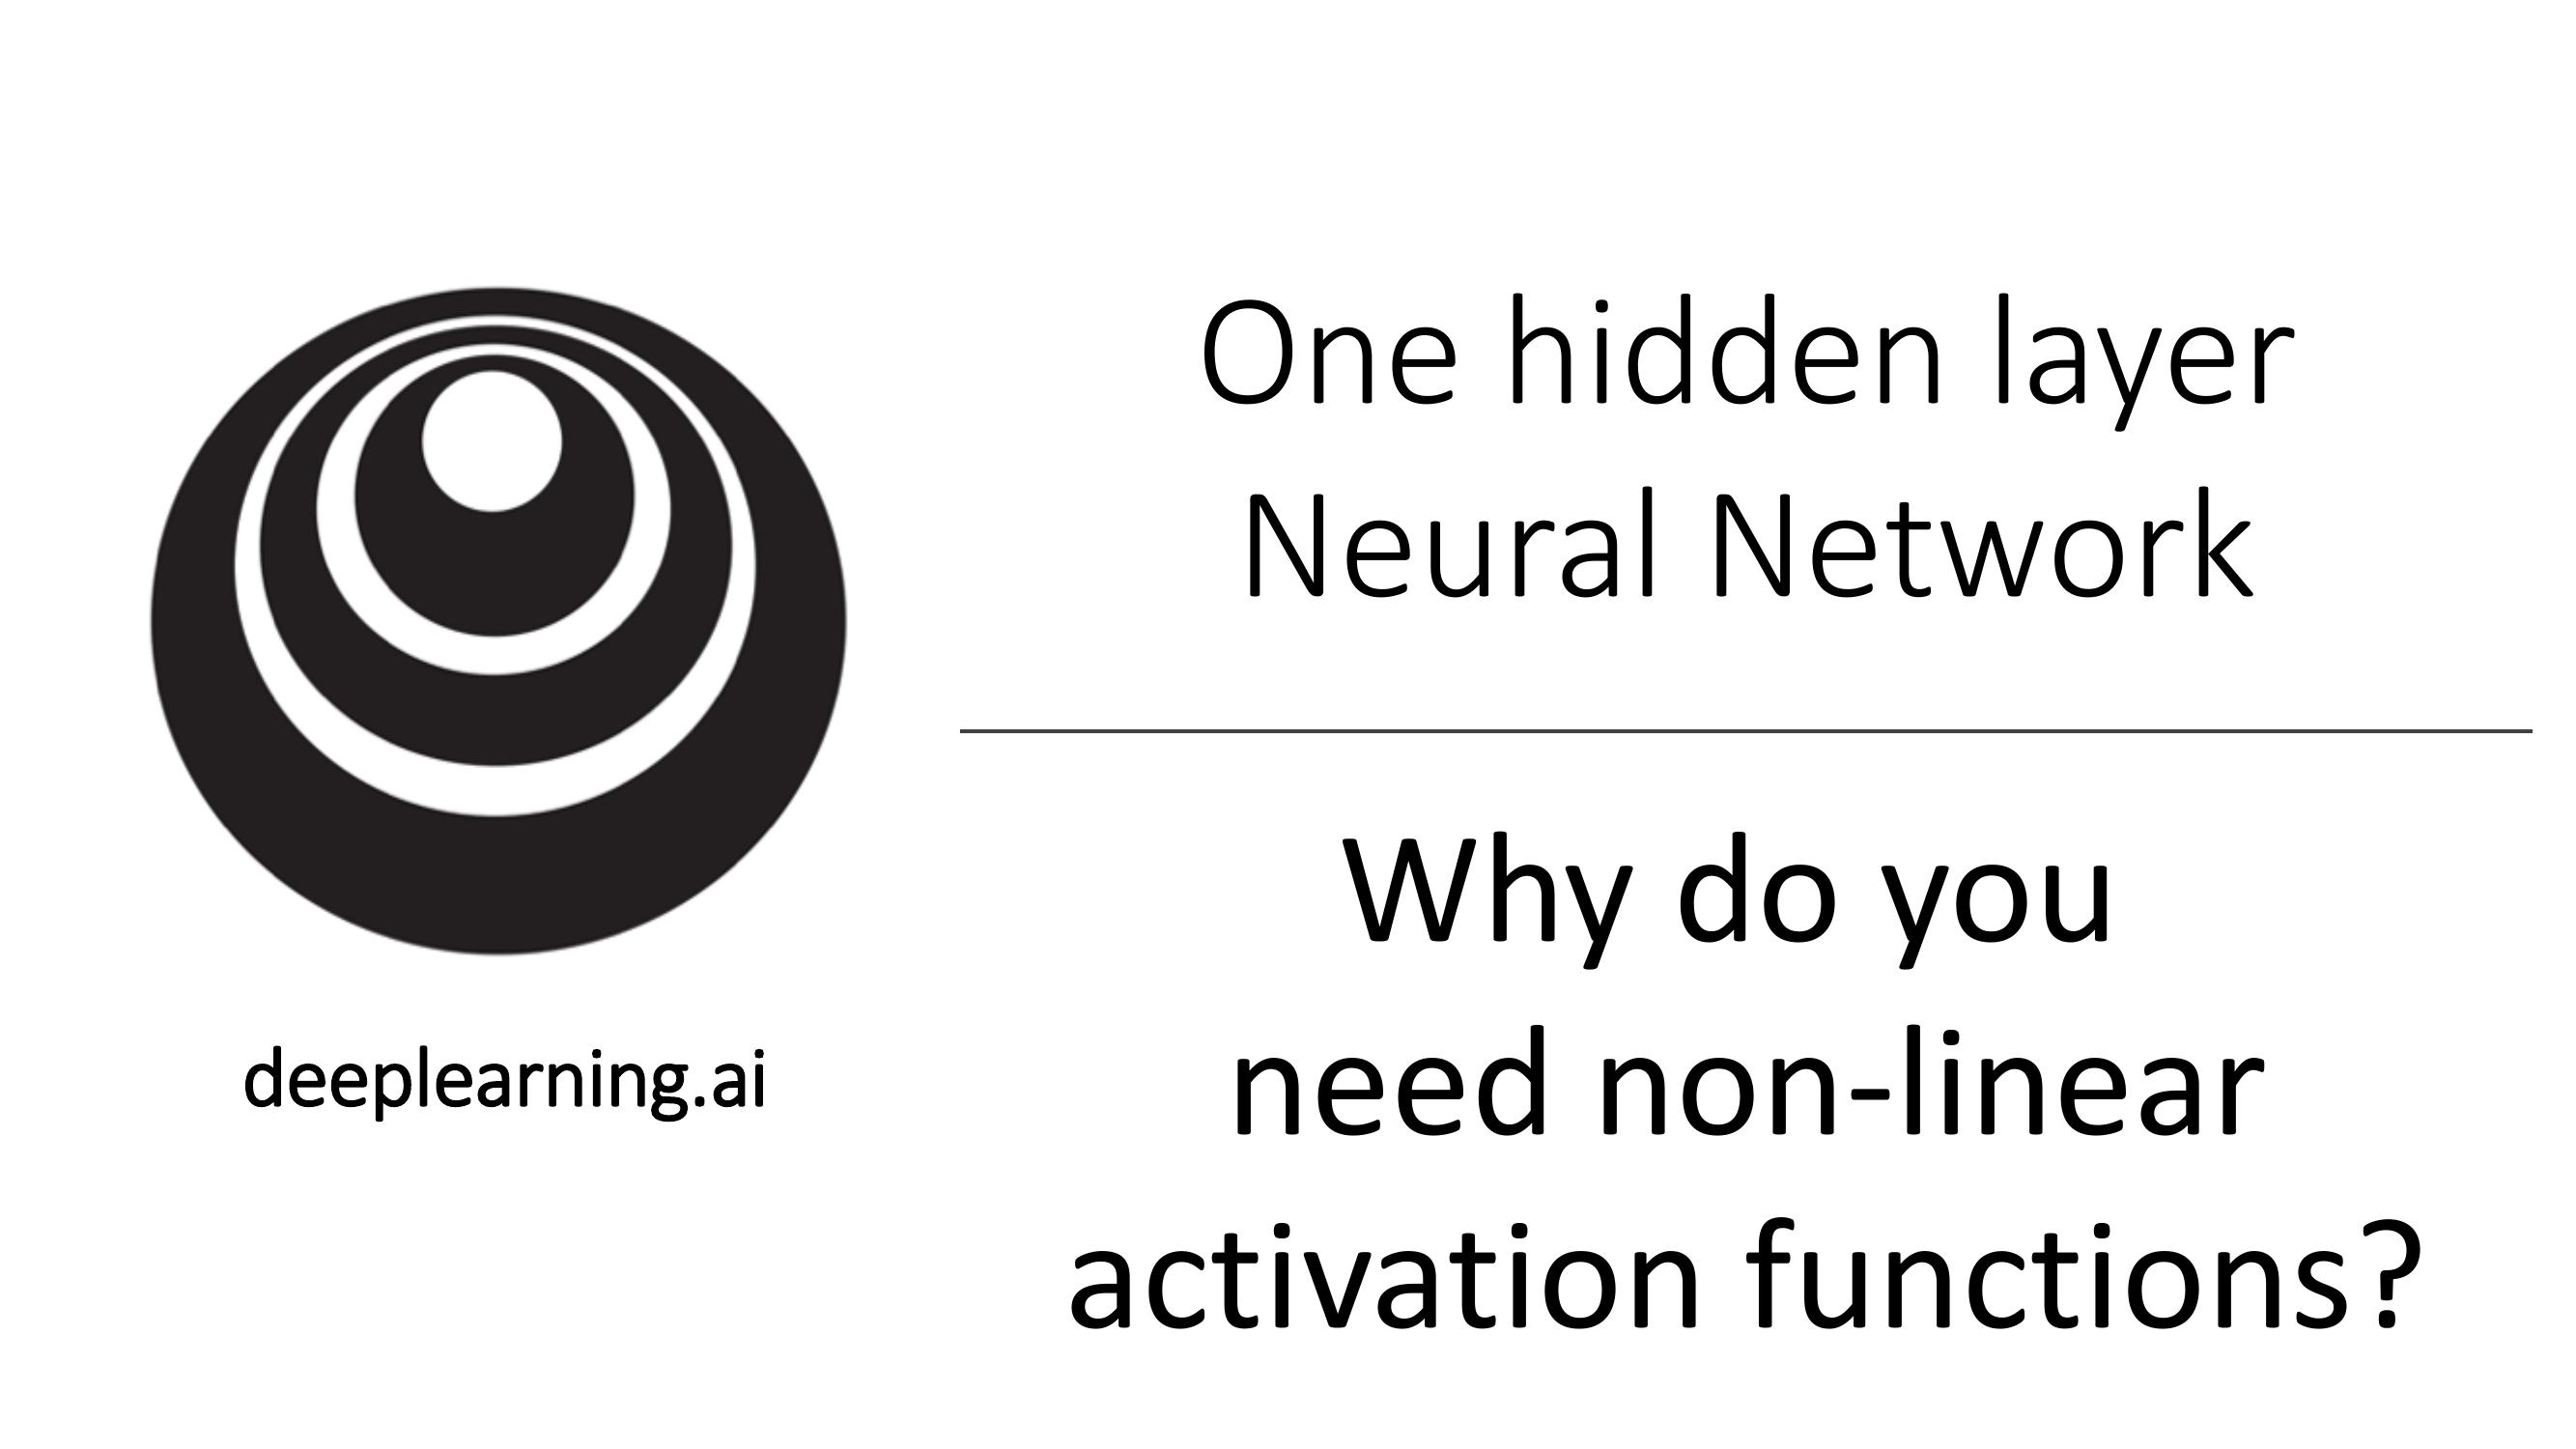 One hidden layer
Neural Network
Why do you
need non-linear
activation functions?
deeplearning.ai